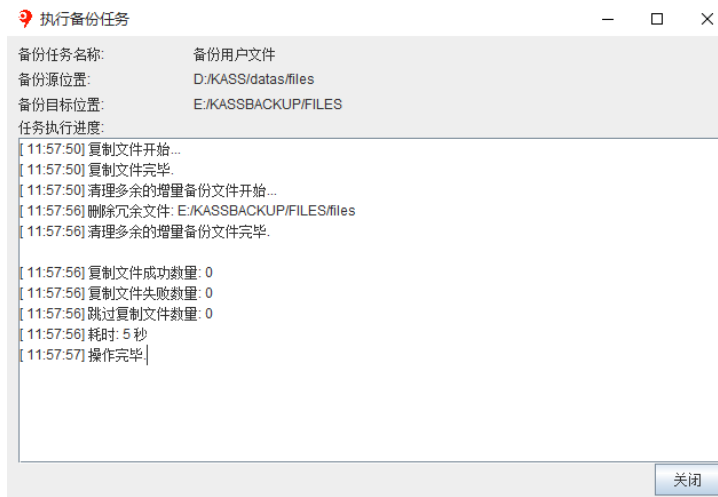 执行备份任务
备份任务名称: 备份用户文件
备份源位置: D:/KASS/datas/files
备份目标位置: E:/KASSBACKUP/FILES
任务执行进度:
[ 11:57:50] 复制文件开始...
[ 11:57:50] 复制文件完毕.
[ 11:57:50] 清理多余的增量备份文件开始...
[ 11:57:56] 删除冗余文件: E:/KASSBACKUP/FILES/files
[ 11:57:56] 清理多余的增量备份文件完毕.
[ 11:57:56] 复制文件成功数量: 0
[ 11:57:56] 复制文件失败数量: 0
[ 11:57:56] 跳过复制文件数量: 0
[ 11:57:56] 耗时: 5 秒
[ 11:57:57] 操作完毕.
关闭